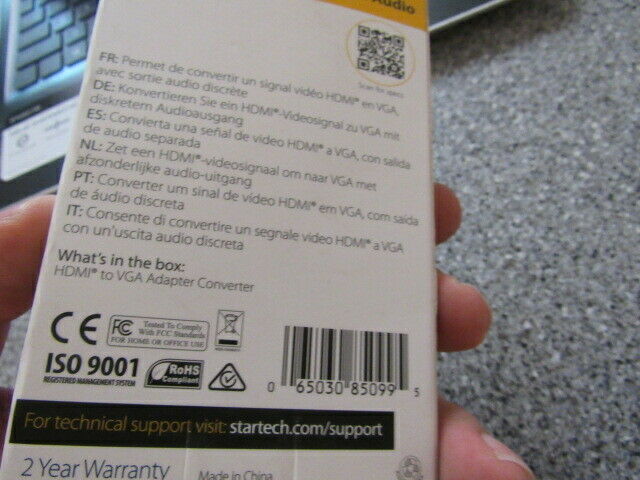 Audio
Scan for specs
FR: Permet de convertir un signal vidéo HDMI® em VGA,
avec sortie audio discrète
DE: Konvertieren Sie ein HDMI®-Videosignal zu VGA mit
diskretem Audioausgang
ES: Convierta una señal de video HDMI® a VGA, con salida
de audio separada
NL: Zet een HDMI®-videosignaal om naar VGA met
afzonderlijke audio-uitgang
PT: Converter um sinal de vídeo HDMI® em VGA, com saída
de áudio discreta
IT: Consente di convertire un segnale video HDMI® a VGA
con un'uscita audio discreta
What's in the box:
HDMI® to VGA Adapter Converter
CE FC Tested To Comply
With FCC Standards
FOR HOME OR OFFICE USE
ISO 9001
REGISTERED MANAGEMENT SYSTEM
RoHS
Compliant
0 65030 85099 5
For technical support visit: startech.com/support
2 Year Warranty
Made in China